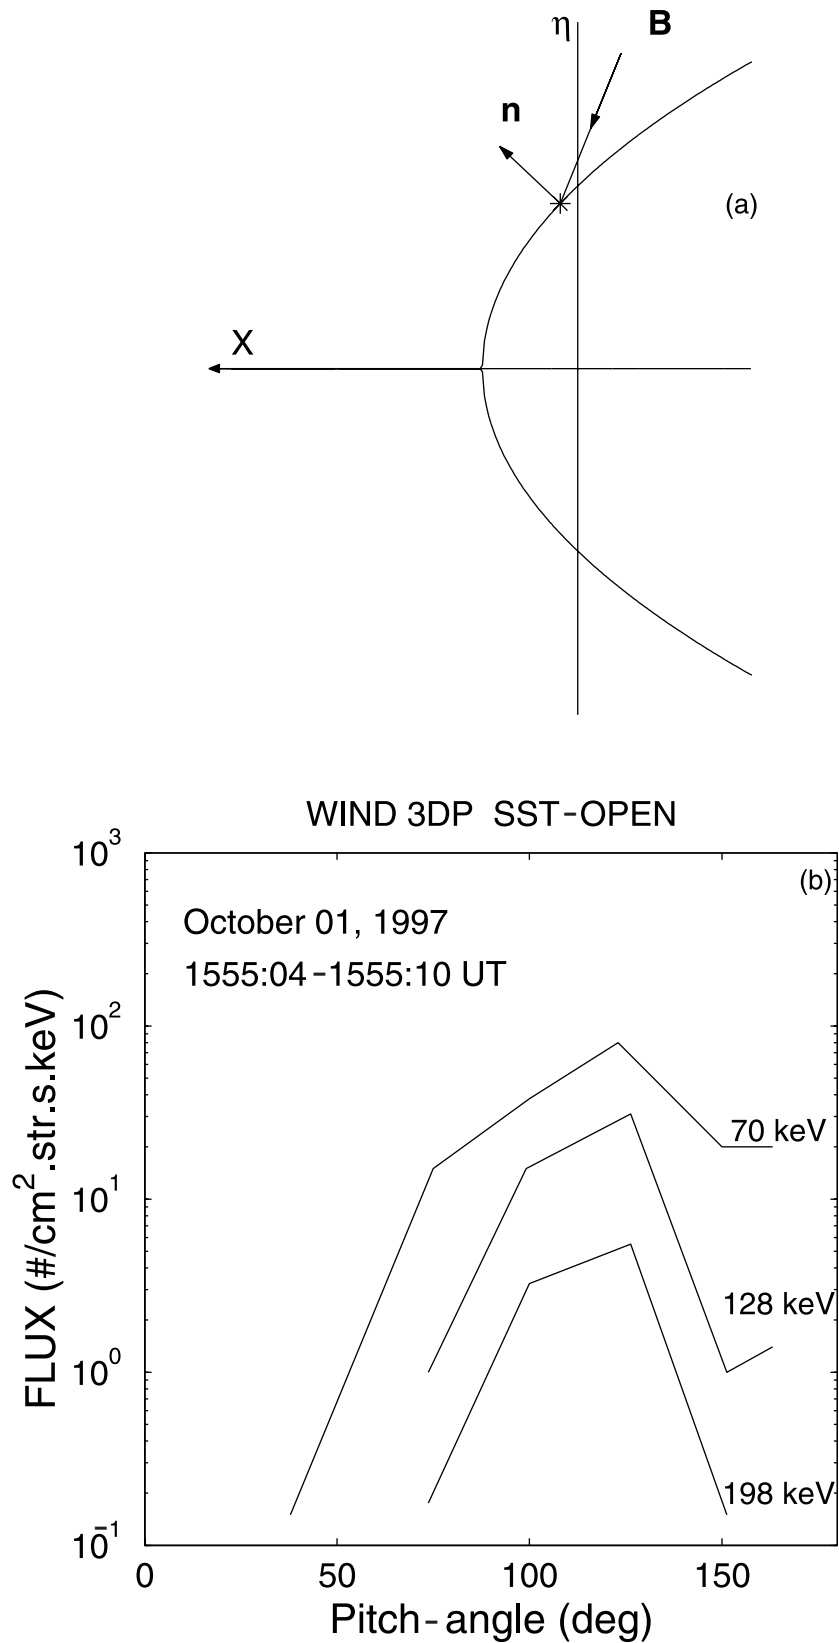 η
B
n
(a)
X
WIND 3DP SST-OPEN
10³
(b)
October 01, 1997
1555:04-1555:10 UT
10²
70 keV
10¹
128 keV
10⁰
198 keV
10⁻¹
FLUX (#/cm².str.s.keV)
0 50 100 150
Pitch-angle (deg)